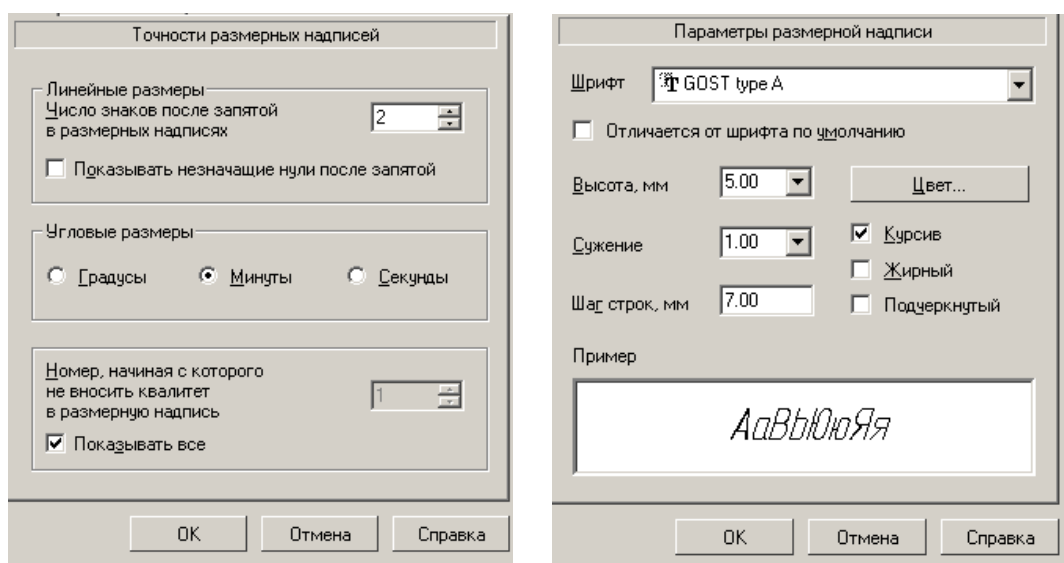 Точности размерных надписей
Линейные размеры
Число знаков после запятой
в размерных надписях
2
Показывать незначащие нули после запятой
Угловые размеры
Градусы
Минуты
Секунды
Номер, начиная с которого
не вносить квалитет
в размерную надпись
1
Показывать все
OK
Отмена
Справка
Параметры размерной надписи
Шрифт
GOST type A
Отличается от шрифта по умолчанию
Высота, мм
5.00
Цвет...
Сужение
1.00
Курсив
Жирный
Шаг строк, мм
7.00
Подчеркнутый
Пример
АаВЫЮюЯя
OK
Отмена
Справка